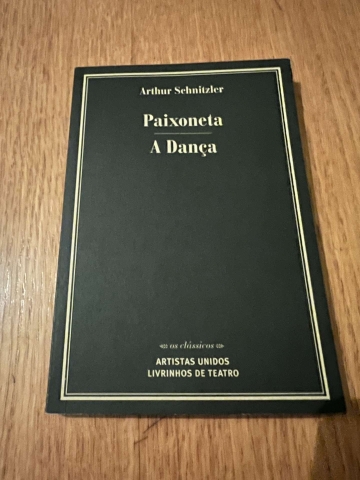 Arthur Schnitzler
Paixoneta
A Dança
os clássicos
ARTISTAS UNIDOS
LIVRINHOS DE TEATRO